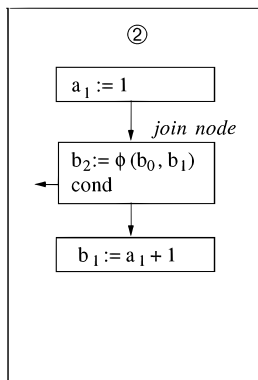 ②
a₁ := 1
join node
b₂ := ϕ (b₀, b₁)
cond
b₁ := a₁ + 1